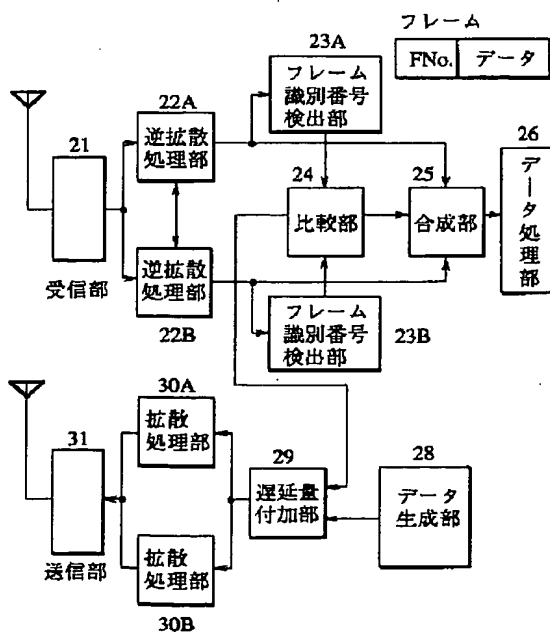 フレーム
FNo. データ
23A
フレーム
識別番号
検出部
22A
逆拡散
処理部
21
受信部
24
比較部
25
合成部
26
データ処理部
逆拡散
処理部
22B
フレーム
識別番号
検出部
23B
30A
拡散
処理部
31
送信部
29
遅延量
付加部
28
データ
生成部
拡散
処理部
30B